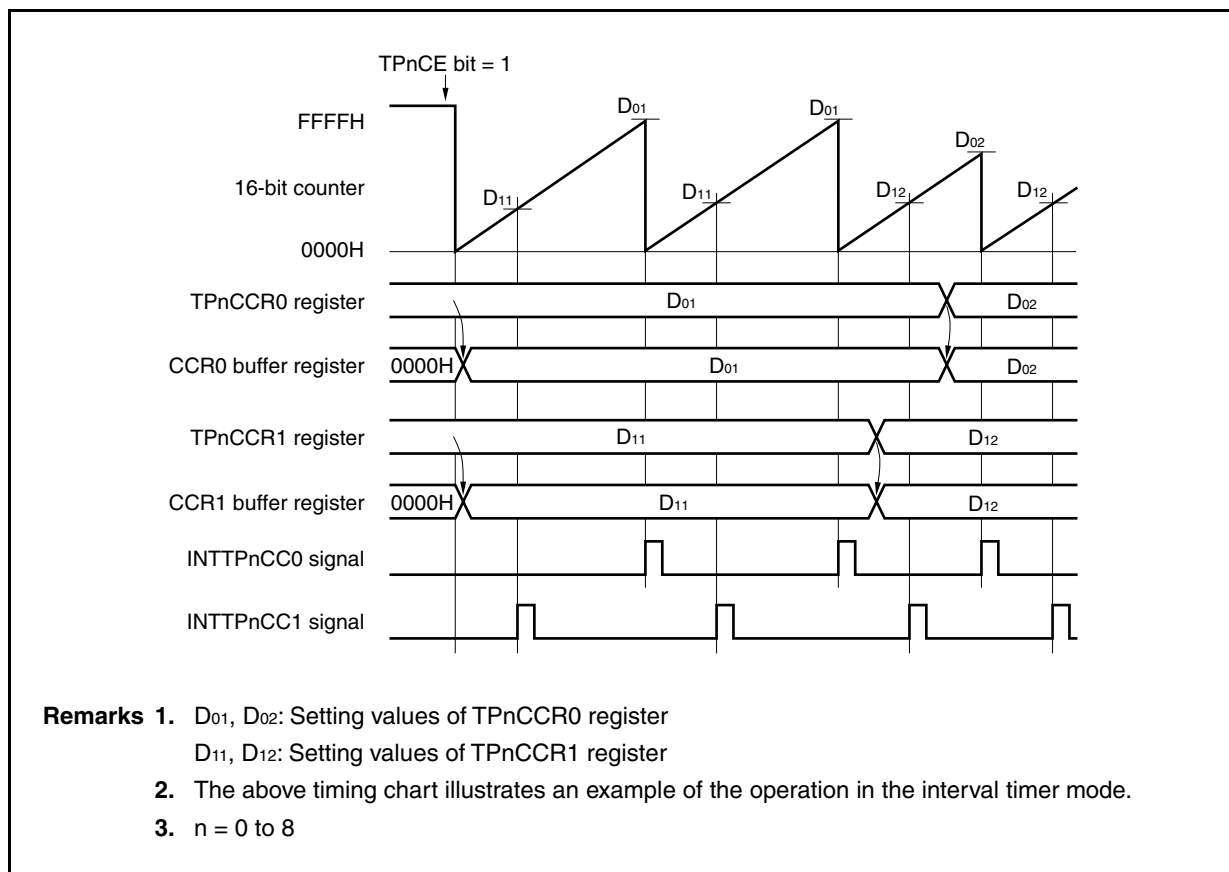 TPnCE bit = 1
D01 D01
FFFFH
D02
16-bit counter
D11 D11 D12 D12
0000H
TPnCCR0 register D01 D02
CCR0 buffer register 0000H D01 D02
TPnCCR1 register D11 D12
CCR1 buffer register 0000H D11 D12
INTTPnCC0 signal
INTTPnCC1 signal
Remarks 1. D01, D02: Setting values of TPnCCR0 register
D11, D12: Setting values of TPnCCR1 register
2. The above timing chart illustrates an example of the operation in the interval timer mode.
3. n = 0 to 8